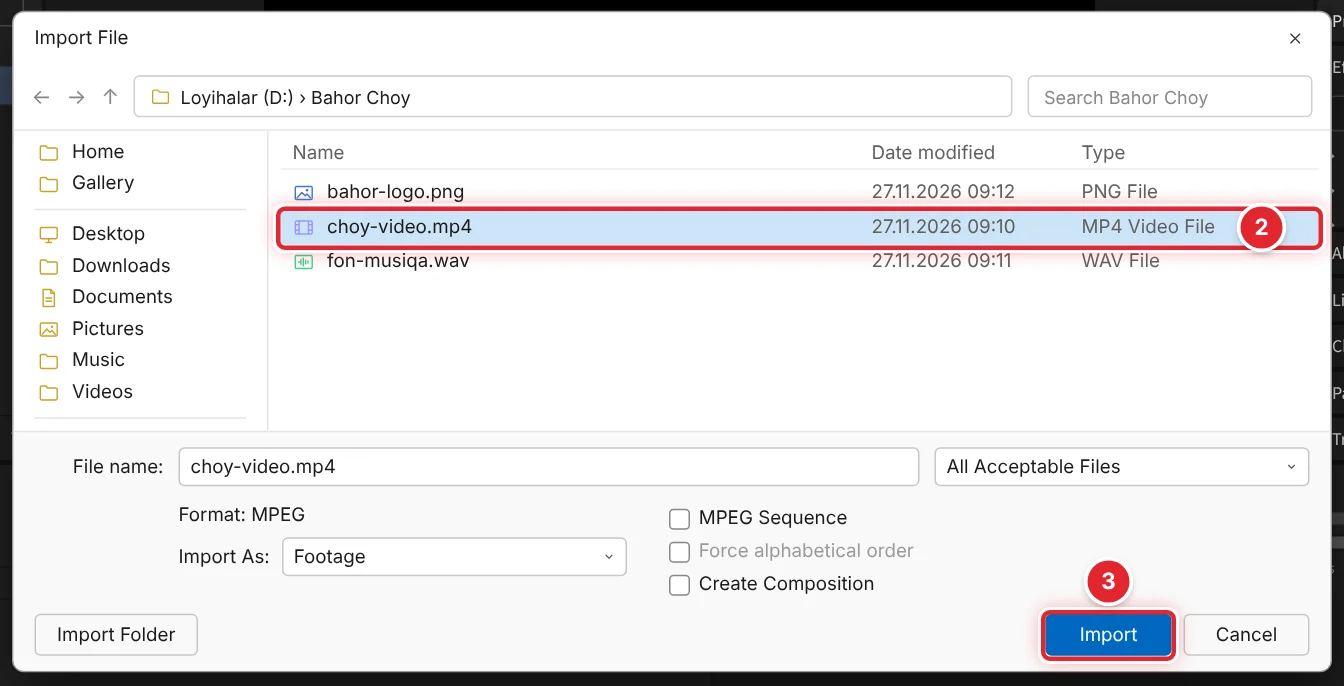 Import File
Loyihalar (D:) › Bahor Choy
Search Bahor Choy
Home
Gallery
Desktop
Downloads
Documents
Pictures
Music
Videos
Name Date modified Type
bahor-logo.png 27.11.2026 09:12 PNG File
choy-video.mp4 27.11.2026 09:10 MP4 Video File 2
fon-musiqa.wav 27.11.2026 09:11 WAV File
File name: choy-video.mp4 All Acceptable Files
Format: MPEG
Import As: Footage
MPEG Sequence
Force alphabetical order
Create Composition
3
Import Folder Import Cancel